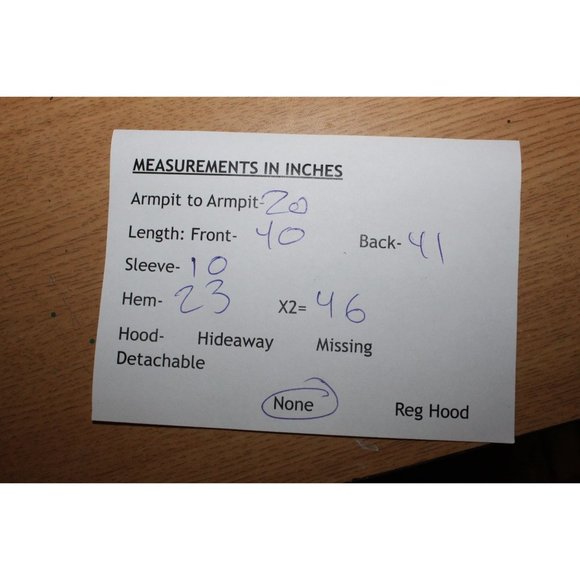 MEASUREMENTS IN INCHES
Armpit to Armpit- 20
Length: Front- 40 Back- 41
Sleeve- 10
Hem- 23 X2= 46
Hood- Hideaway Missing
Detachable
None Reg Hood